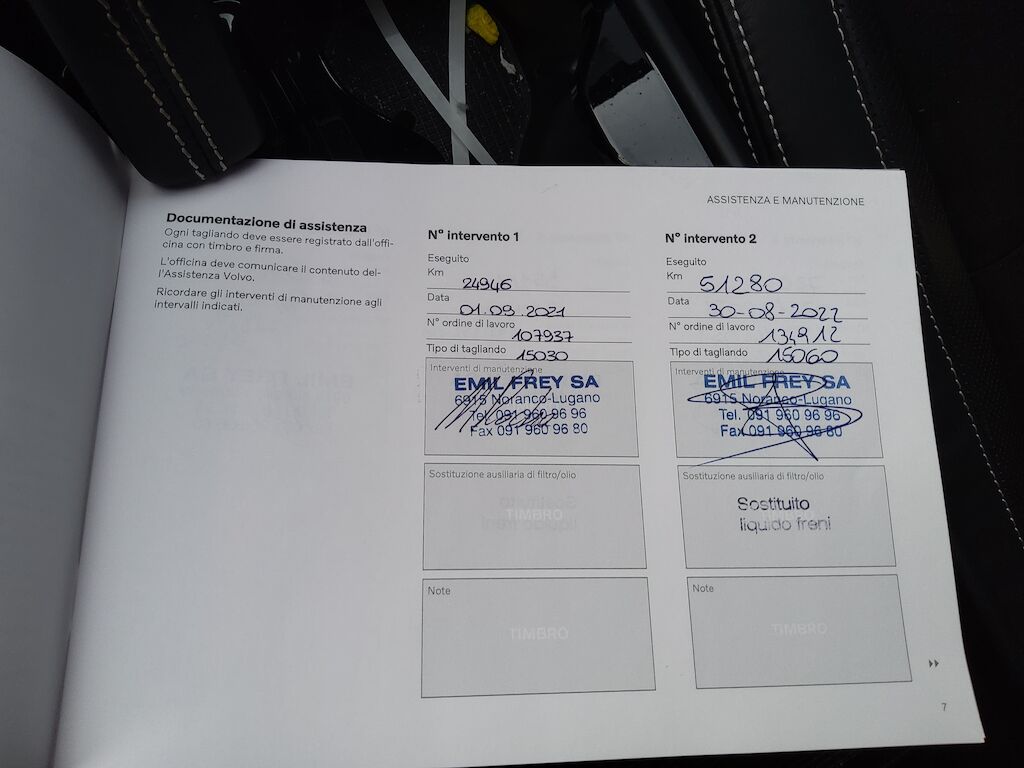 ASSISTENZA E MANUTENZIONE
Documentazione di assistenza
Ogni tagliando deve essere registrato dall'offi-
cina con timbro e firma.
L'officina deve comunicare il contenuto del-
l'Assistenza Volvo.
Ricordare gli interventi di manutenzione agli
intervalli indicati.
N° intervento 1
Eseguito
Km 24946
Data 01.09.2021
N° ordine di lavoro 107937
Tipo di tagliando 15030
Interventi di manutenzione
EMIL FREY SA
6915 Noranco-Lugano
Tel. 091 960 96 96
Fax 091 960 96 80
Sostituzione ausiliaria di filtro/olio
TIMBRO
Note
TIMBRO
N° intervento 2
Eseguito
Km 51280
Data 30-08-2022
N° ordine di lavoro 134912
Tipo di tagliando 15060
Interventi di manutenzione
EMIL FREY SA
6915 Noranco-Lugano
Tel. 091 960 96 96
Fax 091 960 96 80
Sostituzione ausiliaria di filtro/olio
Sostituito
liquido freni
Note
TIMBRO
7